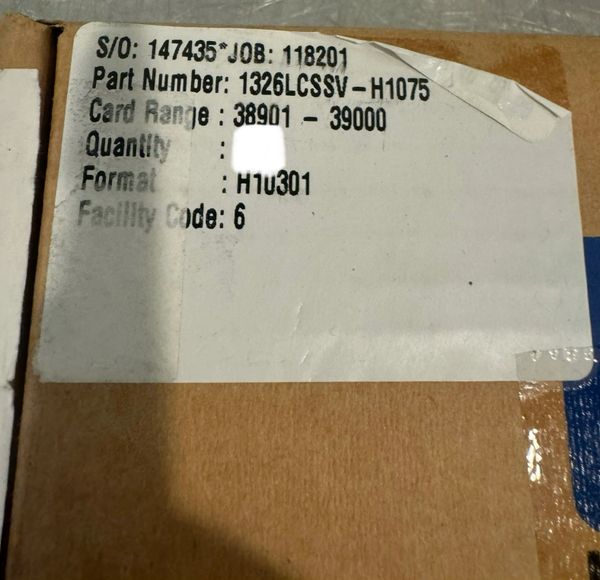 S/O: 147435*JOB: 118201
Part Number: 1326LCSSV-H1075
Card Range : 38901 - 39000
Quantity :
Format : H10301
Facility Code: 6